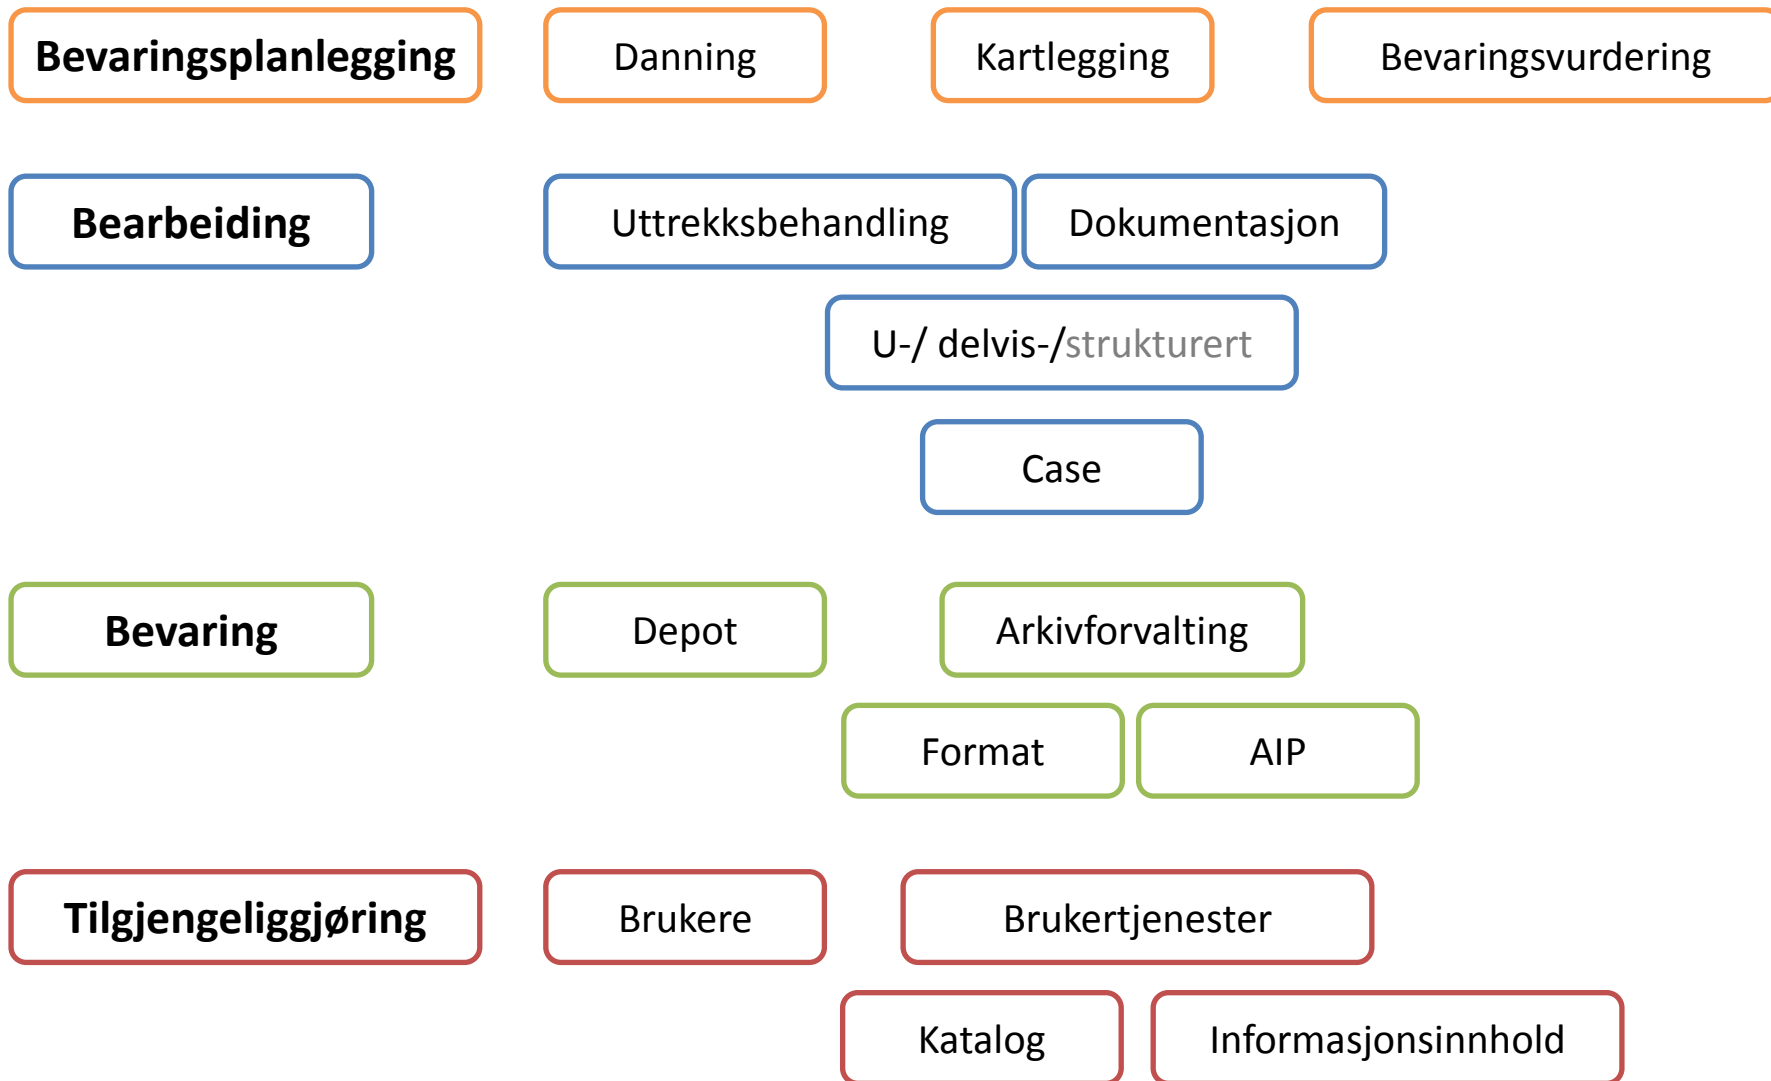 Bevaringsplanlegging
Danning
Kartlegging
Bevaringsvurdering
Bearbeiding
Uttrekksbehandling
Dokumentasjon
U-/ delvis-/strukturert
Case
Bevaring
Depot
Arkivforvalting
Format
AIP
Tilgjengeliggjøring
Brukere
Brukertjenester
Katalog
Informasjonsinnhold